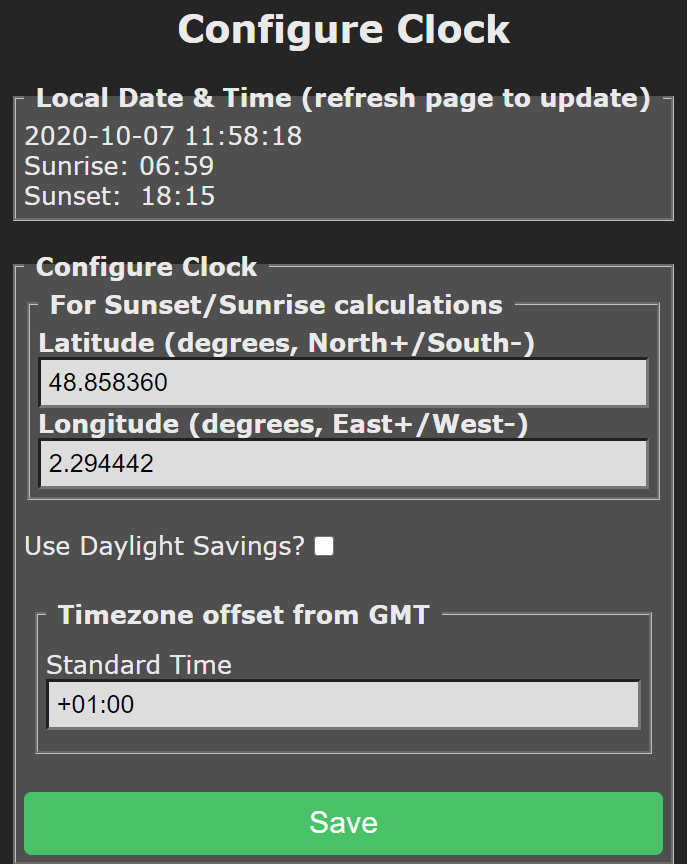 Configure Clock
Local Date & Time (refresh page to update)
2020-10-07 11:58:18
Sunrise: 06:59
Sunset:  18:15
Configure Clock
For Sunset/Sunrise calculations
Latitude (degrees, North+/South-)
48.858360
Longitude (degrees, East+/West-)
2.294442
Use Daylight Savings?
Timezone offset from GMT
Standard Time
+01:00
Save